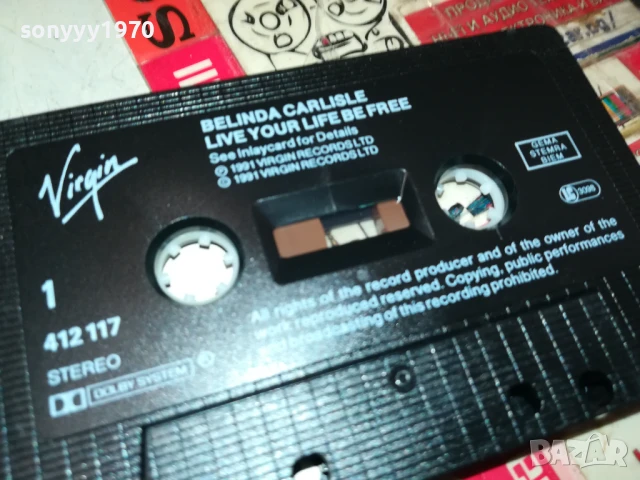 sonyyy1970
BELINDA CARLISLE
LIVE YOUR LIFE BE FREE
See Inlaycard for Details
℗ 1991 VIRGIN RECORDS LTD
© 1991 VIRGIN RECORDS LTD
GEMA
STEMRA
BIEM
LC 3098
Virgin
1
412 117
STEREO
DOLBY SYSTEM
All rights of the record producer and of the owner of the
work reproduced reserved. Copying, public performances
and broadcasting of this recording prohibited.
BAZAR